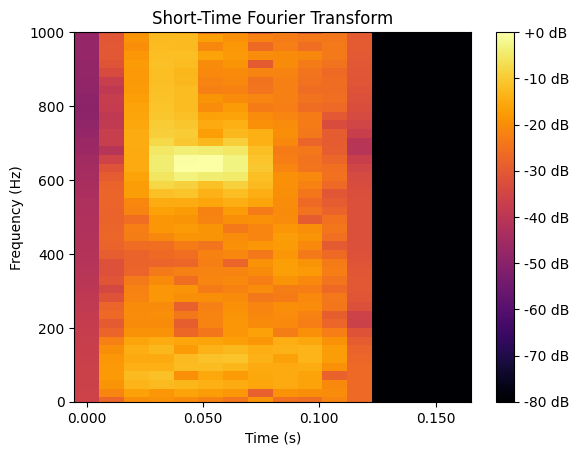 Short-Time Fourier Transform
1000
800
600
400
200
0
Frequency (Hz)
0.000
0.050
0.100
0.150
Time (s)
+0 dB
-10 dB
-20 dB
-30 dB
-40 dB
-50 dB
-60 dB
-70 dB
-80 dB